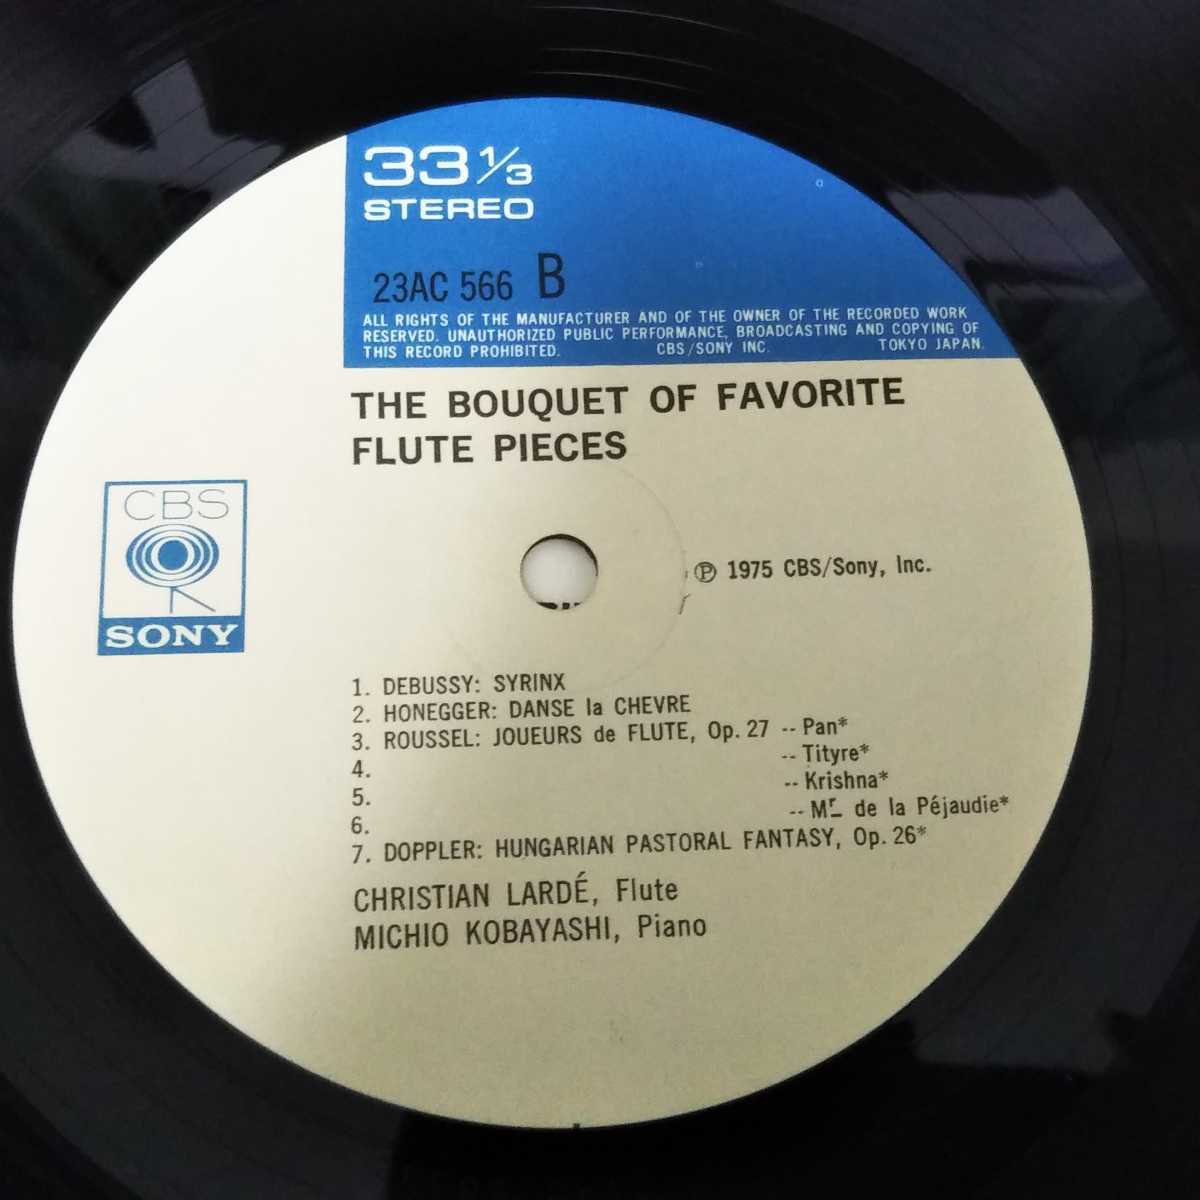 33 1/3
STEREO
23AC 566 B
ALL RIGHTS OF THE MANUFACTURER AND OF THE OWNER OF THE RECORDED WORK
RESERVED. UNAUTHORIZED PUBLIC PERFORMANCE, BROADCASTING AND COPYING OF
THIS RECORD PROHIBITED. CBS/SONY INC. TOKYO JAPAN.
THE BOUQUET OF FAVORITE
FLUTE PIECES
CBS
SONY
℗ 1975 CBS/Sony, Inc.
1. DEBUSSY: SYRINX
2. HONEGGER: DANSE la CHEVRE
3. ROUSSEL: JOUEURS de FLUTE, Op. 27 -- Pan*
4. -- Tityre*
5. -- Krishna*
6. -- Mr. de la Péjaudie*
7. DOPPLER: HUNGARIAN PASTORAL FANTASY, Op. 26*
CHRISTIAN LARDÉ, Flute
MICHIO KOBAYASHI, Piano